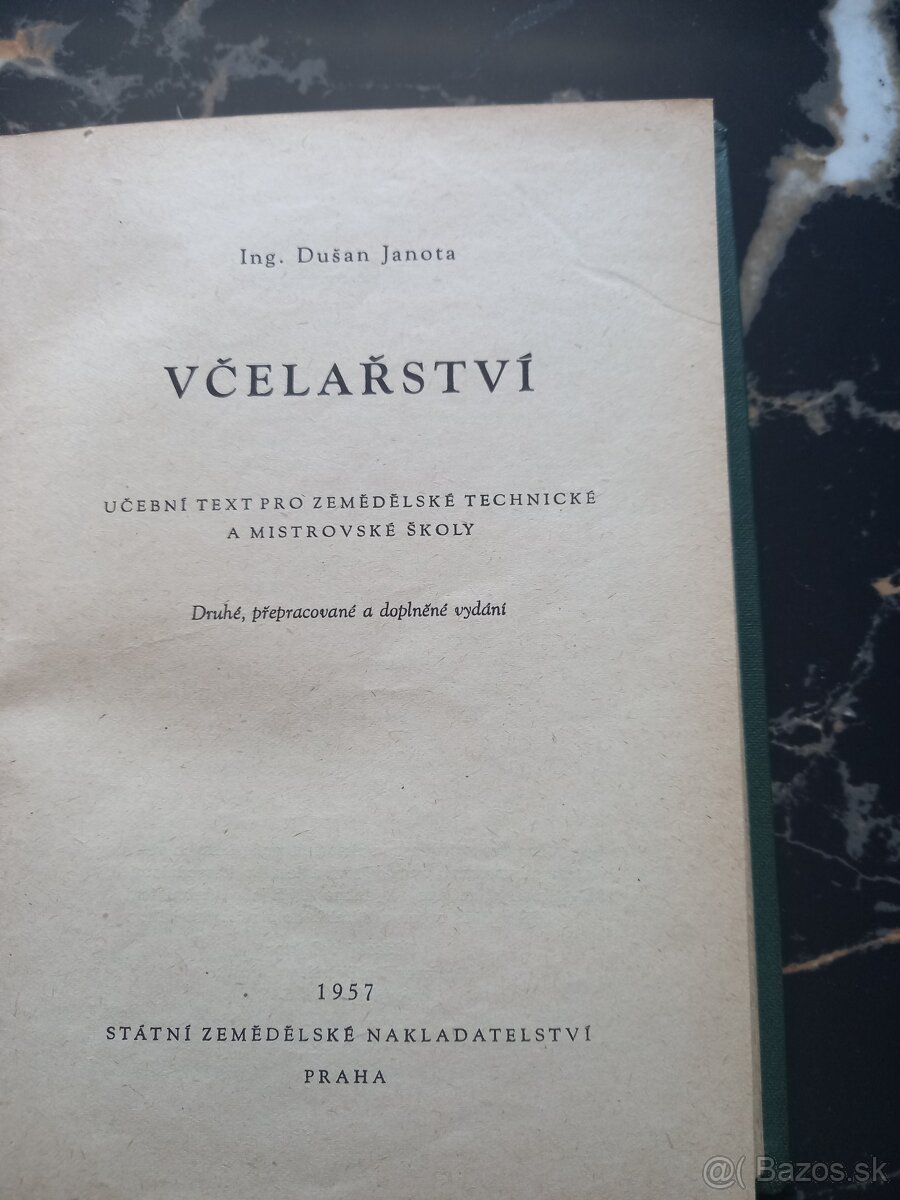 Ing. Dušan Janota
VČELAŘSTVÍ
UČEBNÍ TEXT PRO ZEMĚDĚLSKÉ TECHNICKÉ
A MISTROVSKÉ ŠKOLY
Druhé, přepracované a doplněné vydání
1957
STÁTNÍ ZEMĚDĚLSKÉ NAKLADATELSTVÍ
PRAHA
@( Bazos.sk